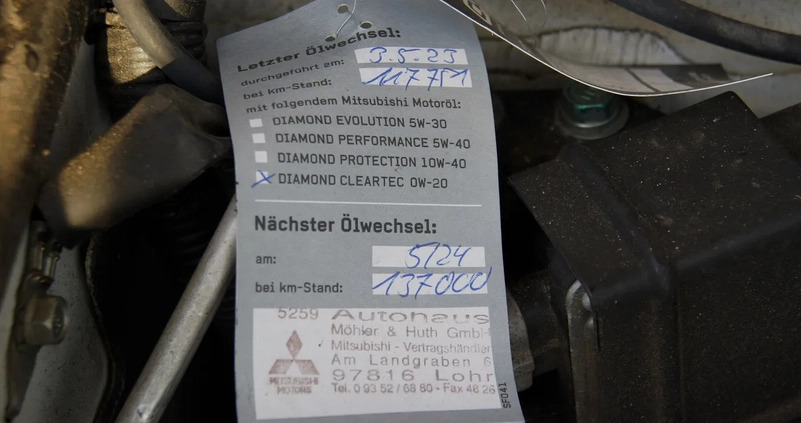 Letzter Ölwechsel:
durchgeführt am: 3.5.23
bei km-Stand: 117 751
mit folgendem Mitsubishi Motoröl:
DIAMOND EVOLUTION 5W-30
DIAMOND PERFORMANCE 5W-40
DIAMOND PROTECTION 10W-40
X DIAMOND CLEARTEC 0W-20
Nächster Ölwechsel:
am: 5/24
bei km-Stand: 137000
5259 Autohaus
Möhler & Huth GmbH
Mitsubishi - Vertragshändler
Am Landgraben 6
97816 Lohr
Tel. 0 93 52 / 68 80 - Fax 48 26
MITSUBISHI
MOTORS
SF041